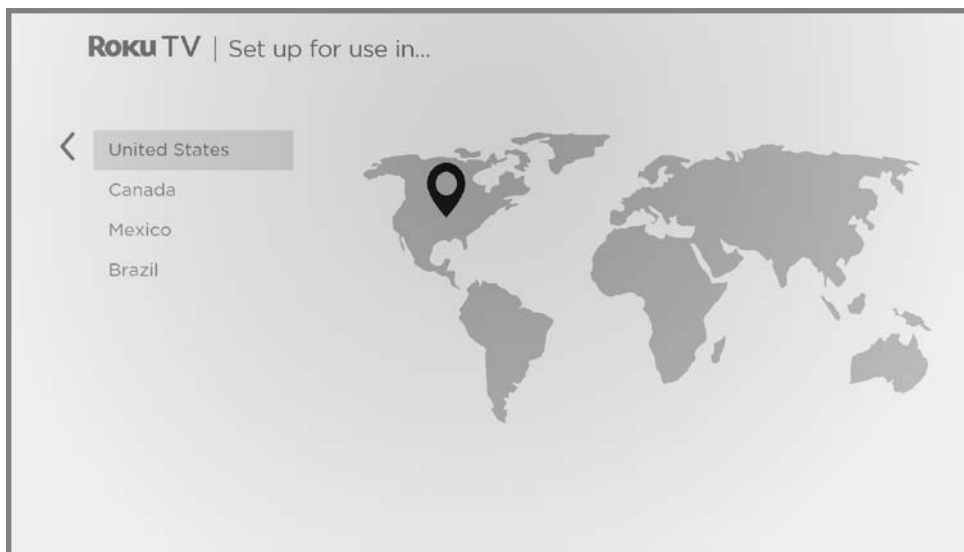 Roku TV | Set up for use in...
United States
Canada
Mexico
Brazil